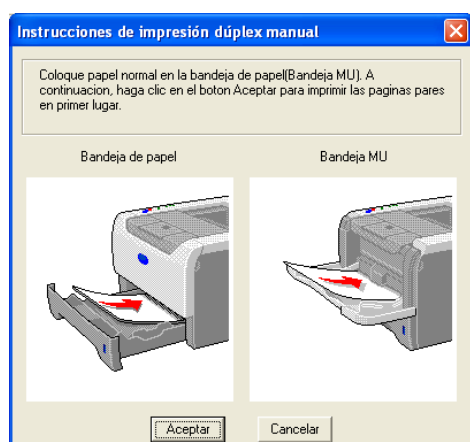 Instrucciones de impresión dúplex manual
Coloque papel normal en la bandeja de papel(Bandeja MU). A
continuacion, haga clic en el boton Aceptar para imprimir las paginas pares
en primer lugar.
Bandeja de papel
Bandeja MU
Aceptar
Cancelar